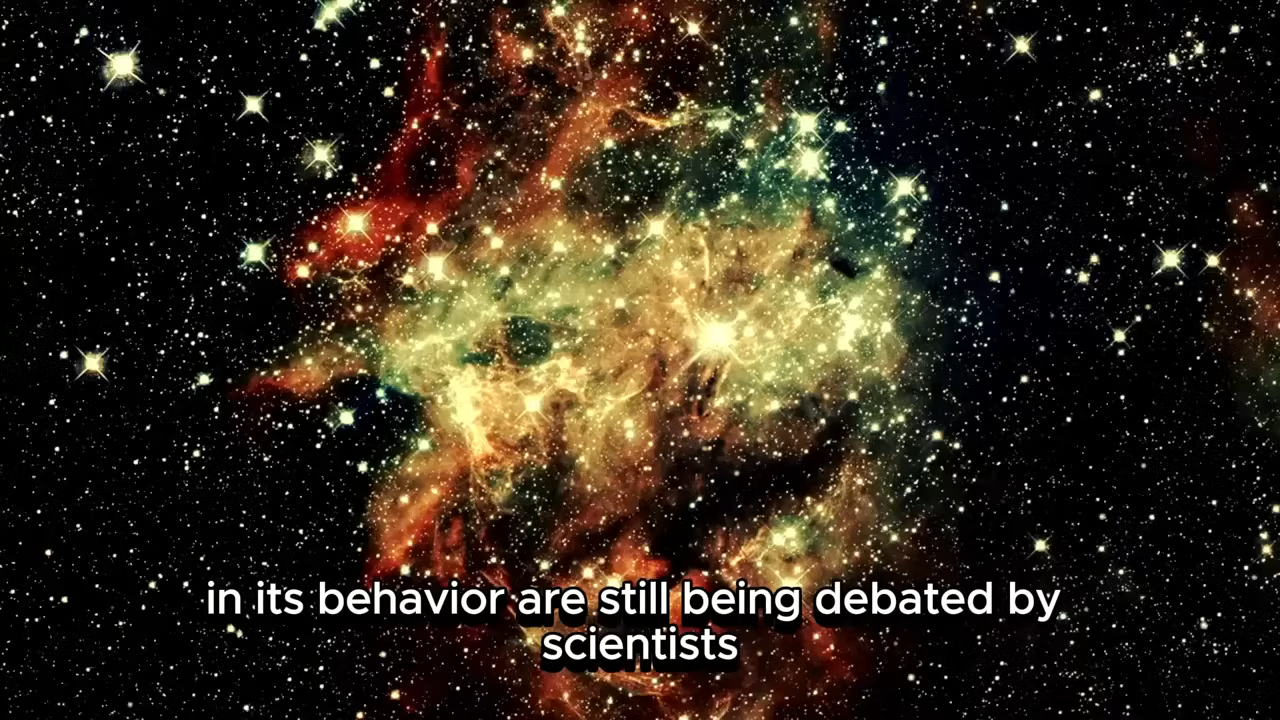 in its behavior are still being debated by
scientists